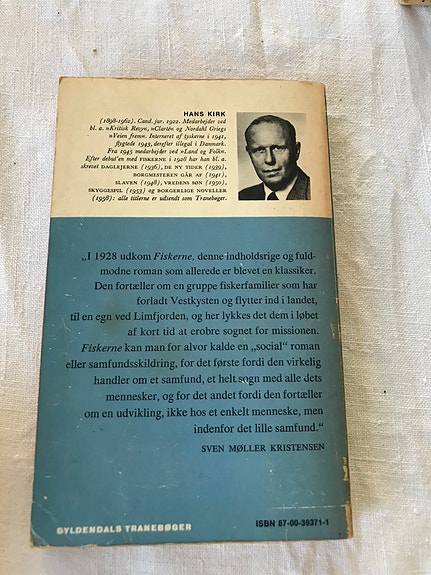 HANS KIRK
(1898-1962). Cand. jur. 1922. Medarbejder ved
bl. a. »Kritisk Revy«, »Clarté« og Nordahl Griegs
»Veien frem«. Interneret af tyskerne i 1941,
flygtede 1943, derefter illegal i Danmark.
Fra 1945 medarbejder ved »Land og Folk«.
Efter debut'en med FISKERNE i 1928 har han bl. a.
skrevet DAGLEJERNE (1936), DE NY TIDER (1939),
BORGMESTEREN GÅR AF (1941),
SLAVEN (1948), VREDENS SØN (1950),
SKYGGESPIL (1953) og BORGERLIGE NOVELLER
(1958): alle titlerne er udsendt som Tranebøger.
„I 1928 udkom Fiskerne, denne indholdsrige og fuld-
modne roman som allerede er blevet en klassiker.
Den fortæller om en gruppe fiskerfamilier som har
forladt Vestkysten og flytter ind i landet,
til en egn ved Limfjorden, og her lykkes det dem i løbet
af kort tid at erobre sognet for missionen.
Fiskerne kan man for alvor kalde en „social“ roman
eller samfundsskildring, for det første fordi den virkelig
handler om et samfund, et helt sogn med alle dets
mennesker, og for det andet fordi den fortæller
om en udvikling, ikke hos et enkelt menneske, men
indenfor det lille samfund.“
SVEN MØLLER KRISTENSEN
GYLDENDALS TRANEBØGER
ISBN 87-00-39371-1